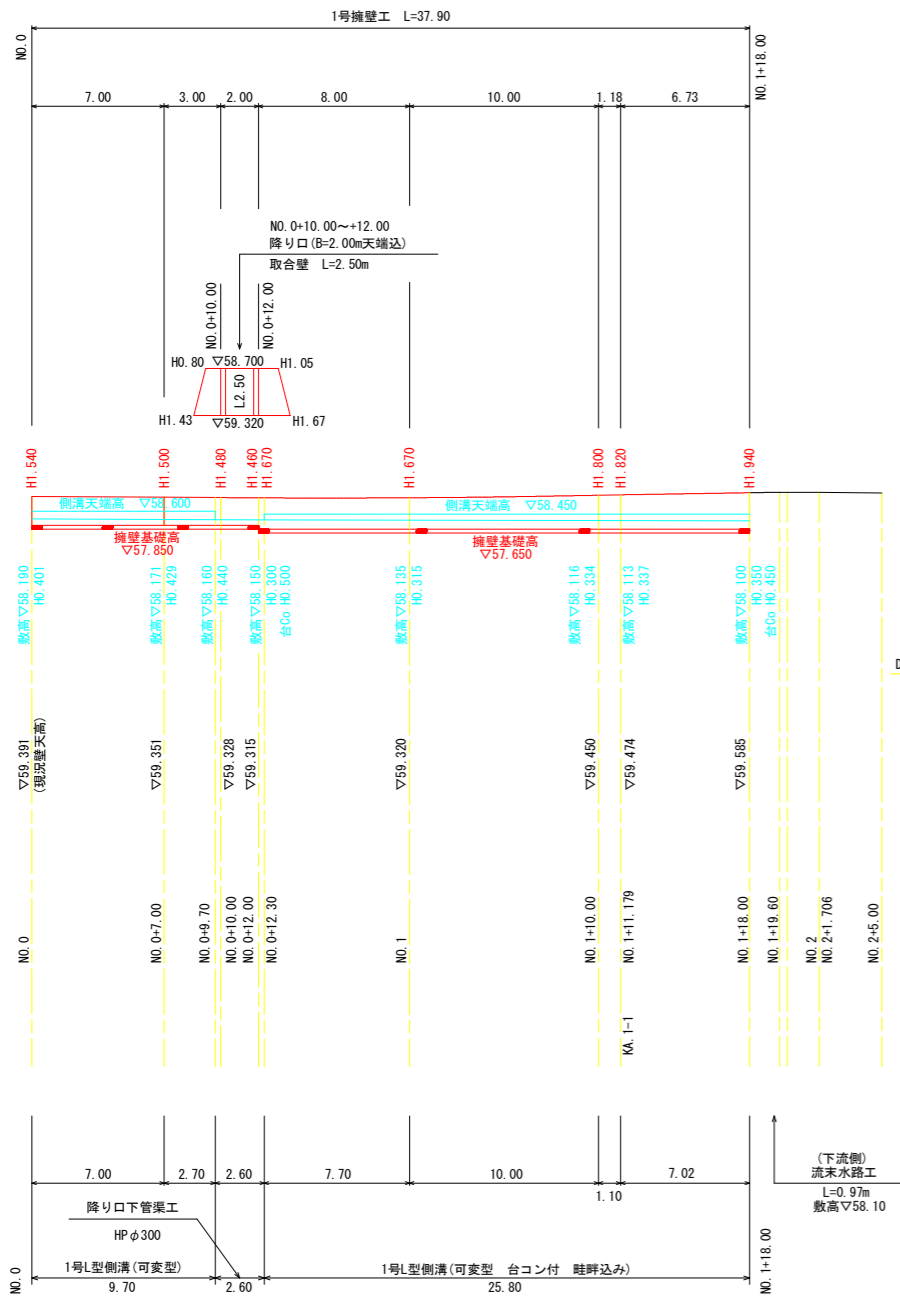 1号擁壁工 L=37.90
NO.0
NO.1+18.00
7.00
3.00
2.00
8.00
10.00
1.18
6.73
NO.0+10.00～+12.00
降り口(B=2.00m天端込)
取合壁 L=2.50m
NO.0+10.00
NO.0+12.00
H0.80
▽58.700
H1.05
L2.50
H1.43
▽59.320
H1.67
H1.540
H1.500
H1.480
H1.460
H1.670
H1.670
H1.800
H1.820
H1.940
側溝天端高 ▽58.600
側溝天端高 ▽58.450
擁壁基礎高
▽57.850
擁壁基礎高
▽57.650
敷高▽58.190
H0.401
敷高▽58.171
H0.429
敷高▽58.160
H0.440
敷高▽58.150
H0.300
台Co H0.500
敷高▽58.135
H0.315
敷高▽58.116
H0.334
敷高▽58.113
H0.337
敷高▽58.100
H0.350
台Co H0.450
D
▽59.391
(現況壁天高)
▽59.351
▽59.328
▽59.315
▽59.320
▽59.450
▽59.474
▽59.585
NO.0
NO.0+7.00
NO.0+9.70
NO.0+10.00
NO.0+12.00
NO.0+12.30
NO.1
NO.1+10.00
NO.1+11.179
KA.1-1
NO.1+18.00
NO.1+19.60
NO.2
NO.2+1.706
NO.2+5.00
7.00
2.70
2.60
7.70
10.00
1.10
7.02
(下流側)
流末水路工
L=0.97m
敷高▽58.10
降り口下管渠工
HPφ300
NO.0
1号L型側溝(可変型)
9.70
2.60
1号L型側溝(可変型 台コン付 畦畔込み)
25.80
NO.1+18.00